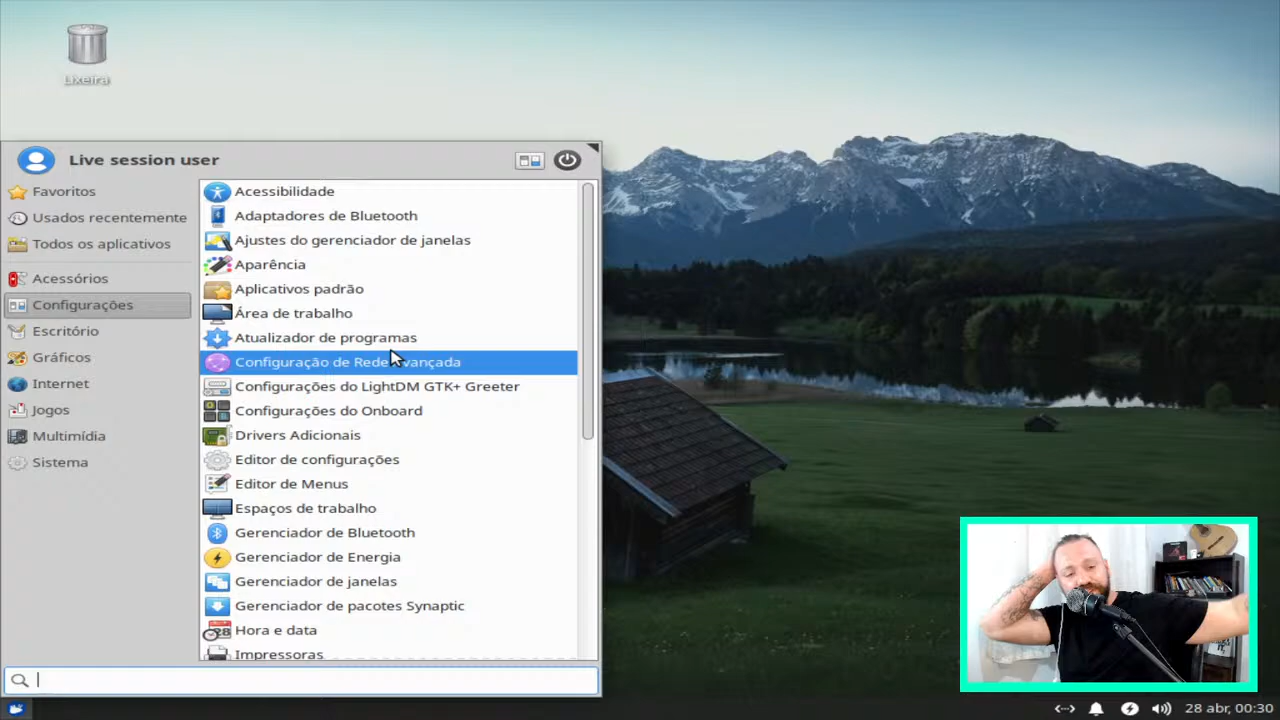 Lixeira
Live session user
Favoritos
Usados recentemente
Todos os aplicativos
Acessórios
Configurações
Escritório
Gráficos
Internet
Jogos
Multimídia
Sistema
Acessibilidade
Adaptadores de Bluetooth
Ajustes do gerenciador de janelas
Aparência
Aplicativos padrão
Área de trabalho
Atualizador de programas
Configuração de Rede Avançada
Configurações do LightDM GTK+ Greeter
Configurações do Onboard
Drivers Adicionais
Editor de configurações
Editor de Menus
Espaços de trabalho
Gerenciador de Bluetooth
Gerenciador de Energia
Gerenciador de janelas
Gerenciador de pacotes Synaptic
Hora e data
Impressoras
28 abr, 00:30